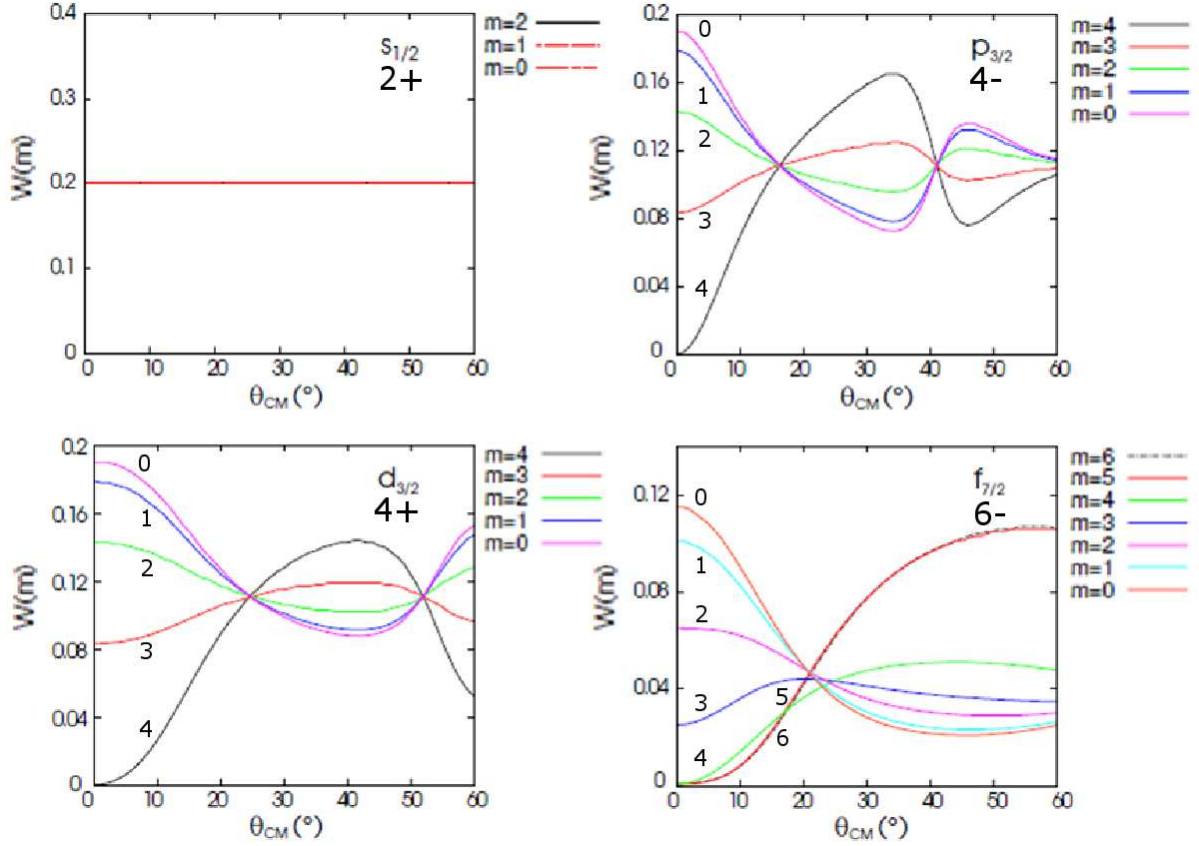 0.4
0.3
0.2
0.1
0
W(m)
s1/2
2+
m=2
m=1
m=0
0 10 20 30 40 50 60
θCM (°)
0.2
0.16
0.12
0.08
0.04
0
W(m)
0
1
2
3
4
p3/2
4-
m=4
m=3
m=2
m=1
m=0
0 10 20 30 40 50 60
θCM (°)
0.2
0.16
0.12
0.08
0.04
0
W(m)
0
1
2
3
4
d3/2
4+
m=4
m=3
m=2
m=1
m=0
0 10 20 30 40 50 60
θCM (°)
0.12
0.08
0.04
0
W(m)
0
1
2
3
4
5
6
f7/2
6-
m=6
m=5
m=4
m=3
m=2
m=1
m=0
0 10 20 30 40 50 60
θCM (°)